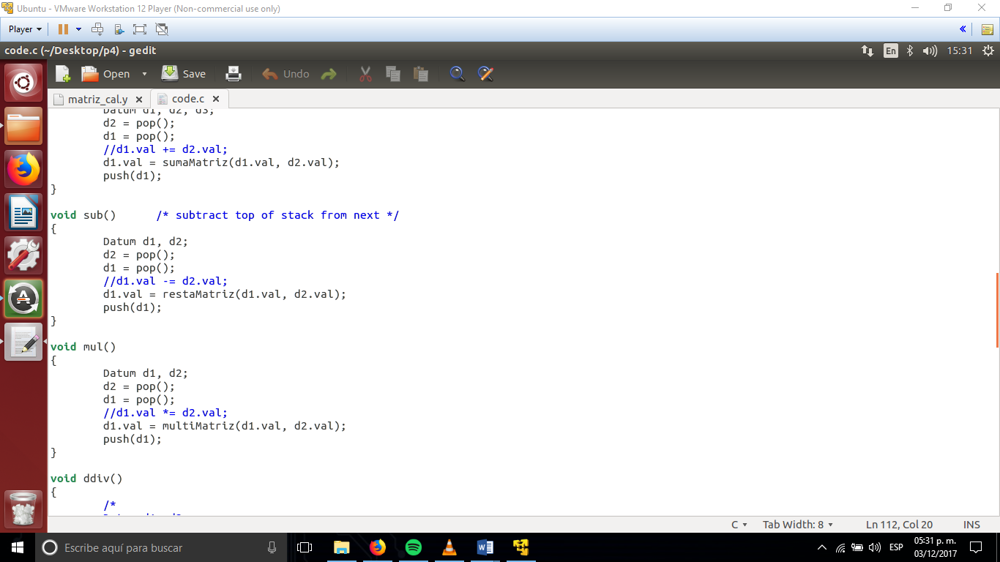 Ubuntu - VMware Workstation 12 Player (Non-commercial use only)
Player
code.c (~/Desktop/p4) - gedit
En
15:31
Open
Save
Undo
matriz_cal.y
code.c
Datum d1, d2, d3;
d2 = pop();
d1 = pop();
//d1.val += d2.val;
d1.val = sumaMatriz(d1.val, d2.val);
push(d1);
}
void sub() /* subtract top of stack from next */
{
Datum d1, d2;
d2 = pop();
d1 = pop();
//d1.val -= d2.val;
d1.val = restaMatriz(d1.val, d2.val);
push(d1);
}
void mul()
{
Datum d1, d2;
d2 = pop();
d1 = pop();
//d1.val *= d2.val;
d1.val = multiMatriz(d1.val, d2.val);
push(d1);
}
void ddiv()
{
/*
C
Tab Width: 8
Ln 112, Col 20
INS
Escribe aquí para buscar
ESP
05:31 p. m.
03/12/2017